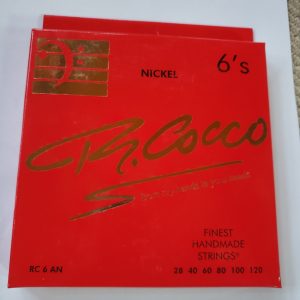 NICKEL
6's
R. Cocco
FINEST
HANDMADE
STRINGS®
RC 6 AN
28 40 60 80 100 120